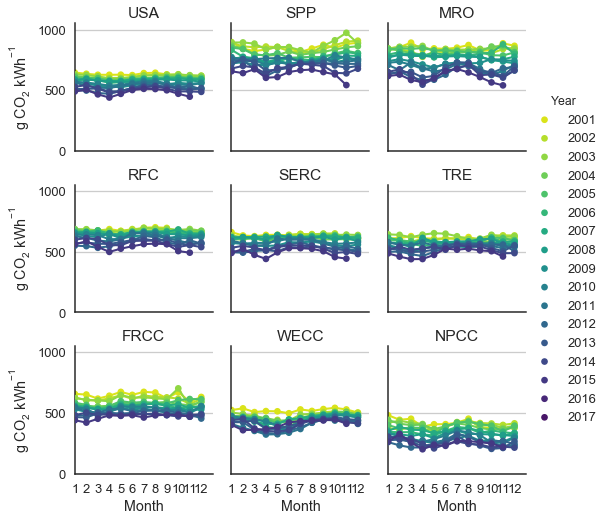 USA
SPP
MRO
1000
500
0
g CO₂ kWh⁻¹
RFC
SERC
TRE
1000
500
0
g CO₂ kWh⁻¹
FRCC
WECC
NPCC
1000
500
0
g CO₂ kWh⁻¹
1 2 3 4 5 6 7 8 9 10 11 12
1 2 3 4 5 6 7 8 9 10 11 12
1 2 3 4 5 6 7 8 9 10 11 12
Month
Month
Month
Year
2001
2002
2003
2004
2005
2006
2007
2008
2009
2010
2011
2012
2013
2014
2015
2016
2017